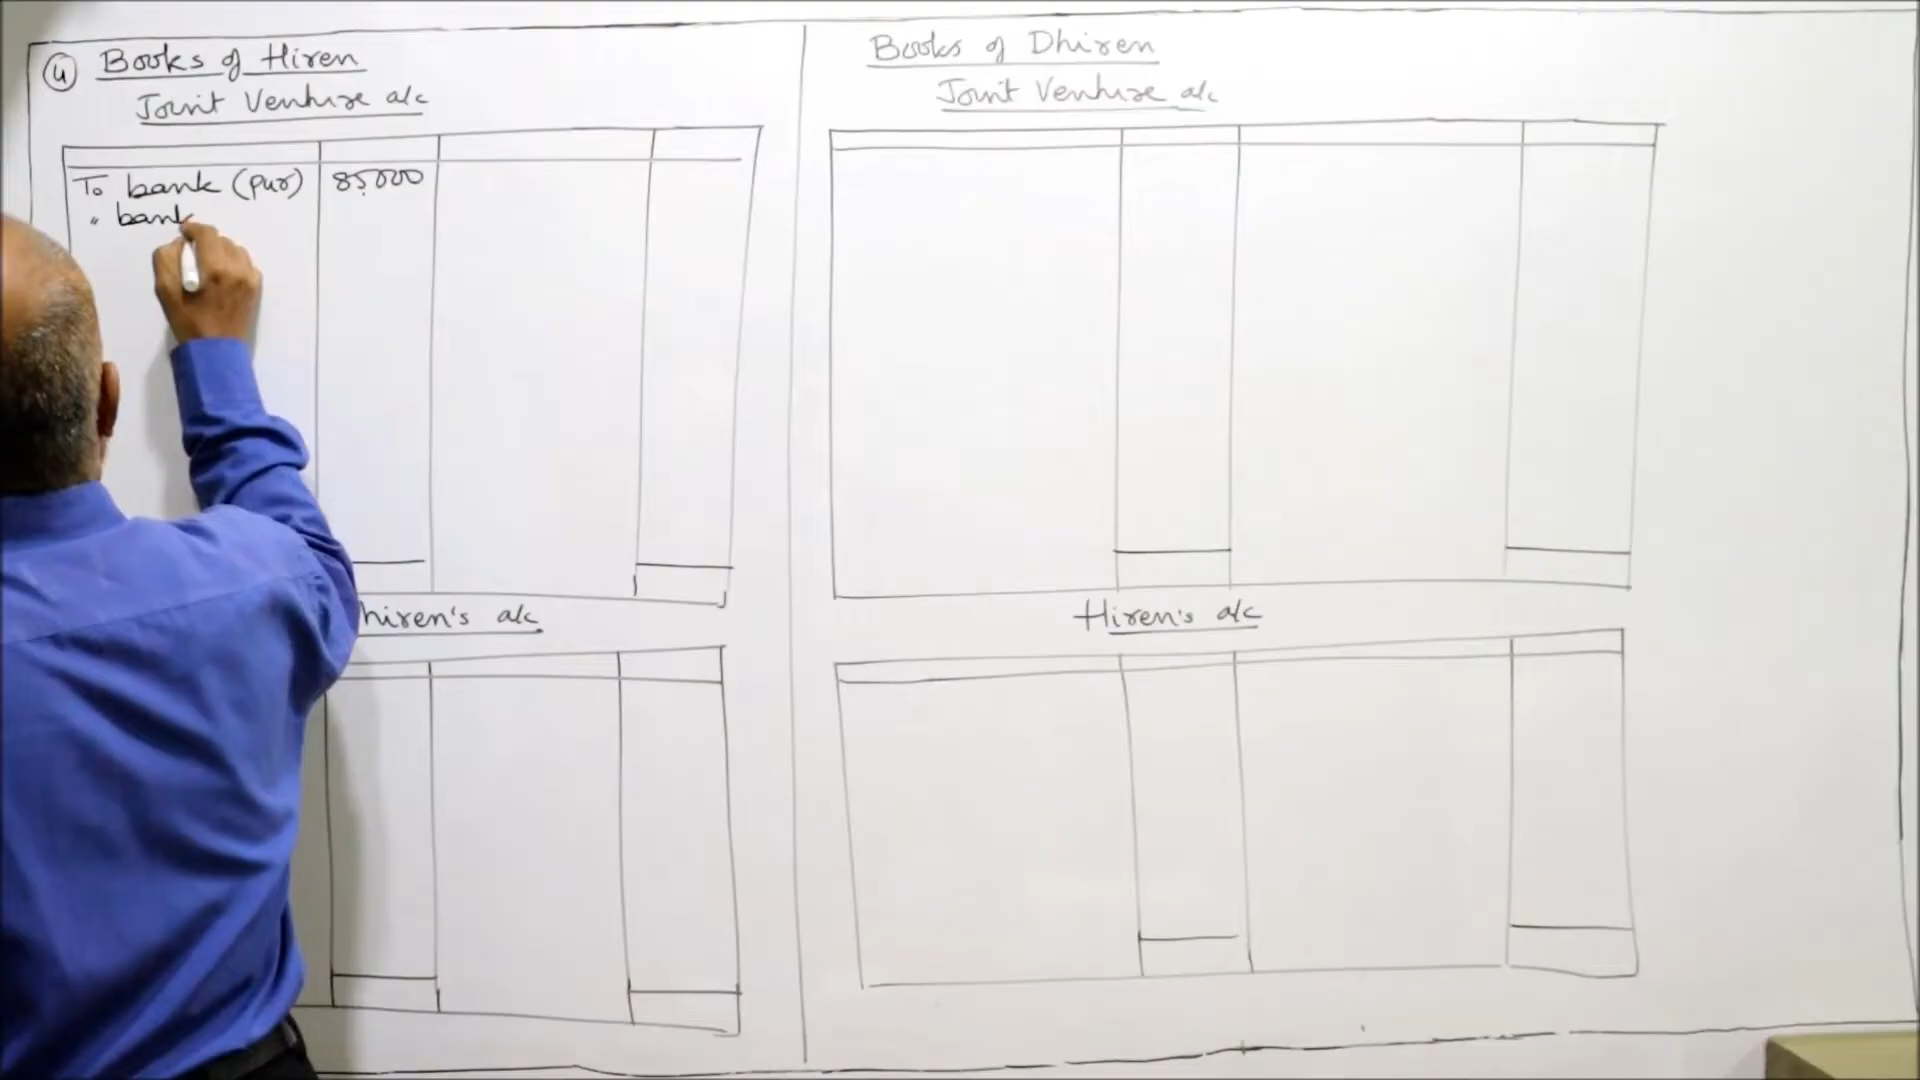 4 Books of Hiren
Joint Venture a/c
To bank (pur) 85,000
" bank
hiren's a/c
Books of Dhiren
Joint Venture a/c
Hiren's a/c